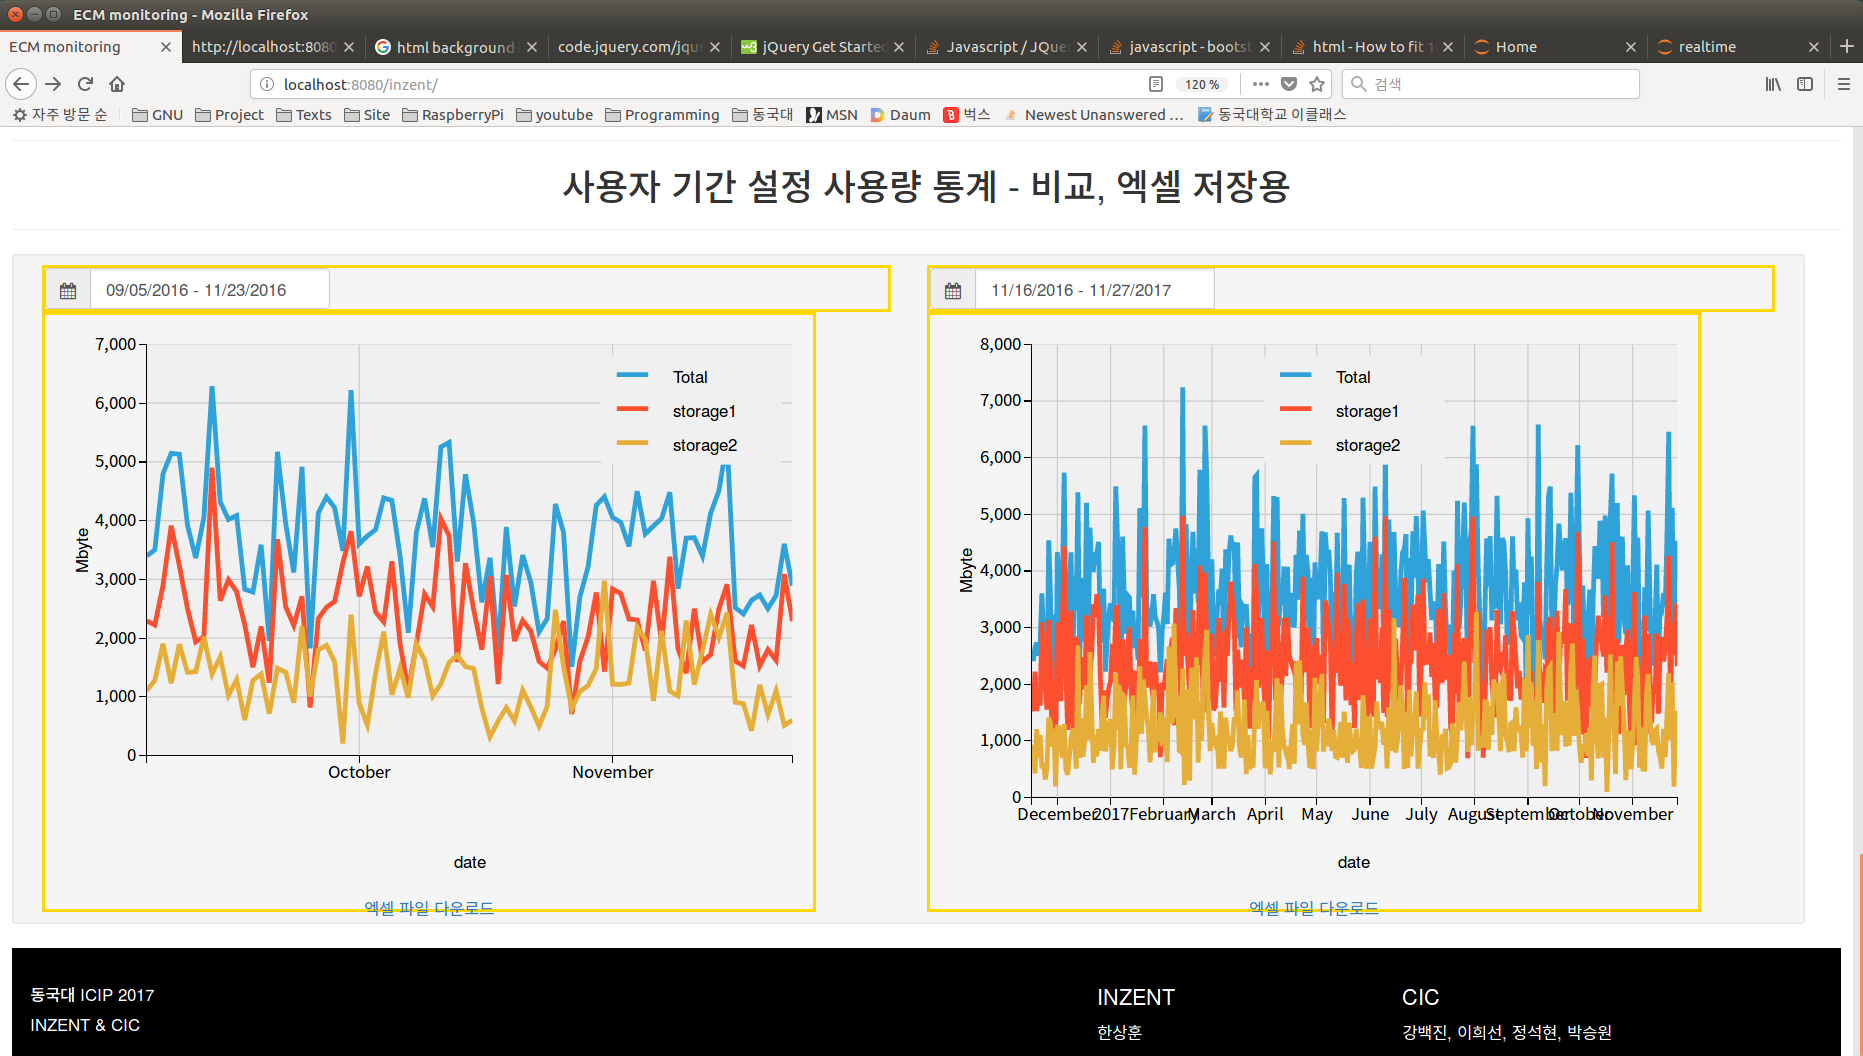 ECM monitoring - Mozilla Firefox
ECM monitoring
http://localhost:8080
html background
code.jquery.com/jque
jQuery Get Starte
Javascript / JQue
javascript - bootst
html - How to fit 1
Home
realtime
localhost:8080/inzent/
120 %
검색
자주 방문 순
GNU
Project
Texts
Site
RaspberryPi
youtube
Programming
동국대
MSN
Daum
벅스
Newest Unanswered ...
동국대학교 이클래스
사용자 기간 설정 사용량 통계 - 비교, 엑셀 저장용
09/05/2016 - 11/23/2016
7,000
6,000
5,000
4,000
3,000
2,000
1,000
0
Mbyte
Total
storage1
storage2
October
November
date
엑셀 파일 다운로드
11/16/2016 - 11/27/2017
8,000
7,000
6,000
5,000
4,000
3,000
2,000
1,000
0
Mbyte
Total
storage1
storage2
December
2017
February
March
April
May
June
July
August
September
October
November
date
엑셀 파일 다운로드
동국대 ICIP 2017
INZENT & CIC
INZENT
한상훈
CIC
강백진, 이희선, 정석현, 박승원